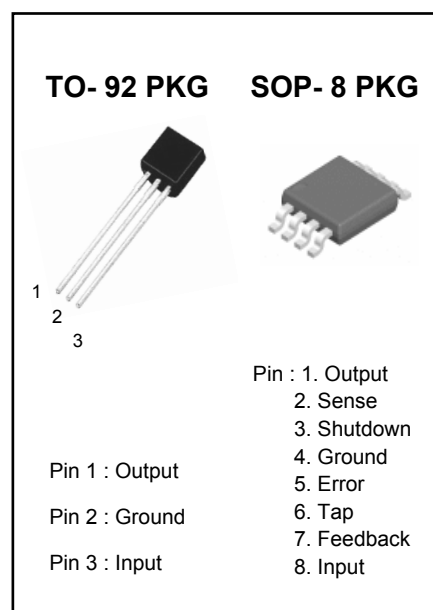 TO- 92 PKG
SOP- 8 PKG
1
2
3
Pin 1 : Output
Pin 2 : Ground
Pin 3 : Input
Pin : 1. Output
2. Sense
3. Shutdown
4. Ground
5. Error
6. Tap
7. Feedback
8. Input